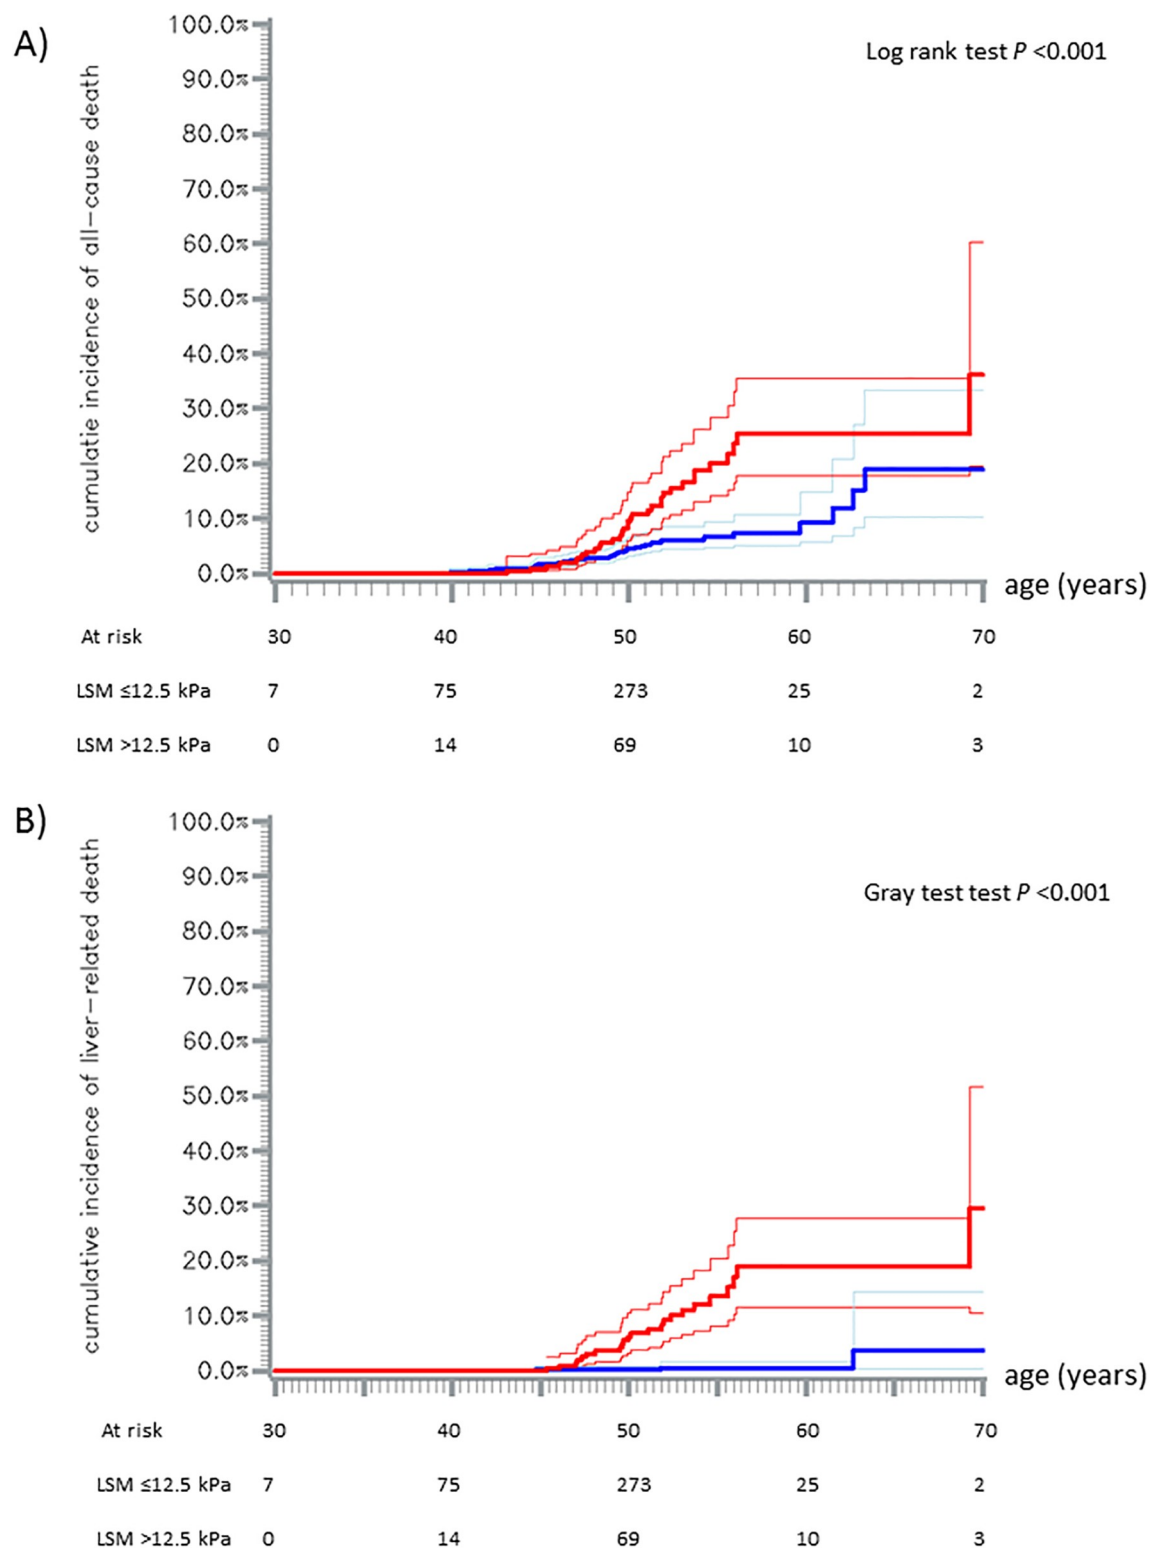 A)
Log rank test P <0.001
cumulatie incidence of all-cause death
100.0%
90.0%
80.0%
70.0%
60.0%
50.0%
40.0%
30.0%
20.0%
10.0%
0.0%
age (years)
At risk 30 40 50 60 70
LSM ≤12.5 kPa 7 75 273 25 2
LSM >12.5 kPa 0 14 69 10 3
B)
Gray test test P <0.001
cumulative incidence of liver-related death
100.0%
90.0%
80.0%
70.0%
60.0%
50.0%
40.0%
30.0%
20.0%
10.0%
0.0%
age (years)
At risk 30 40 50 60 70
LSM ≤12.5 kPa 7 75 273 25 2
LSM >12.5 kPa 0 14 69 10 3